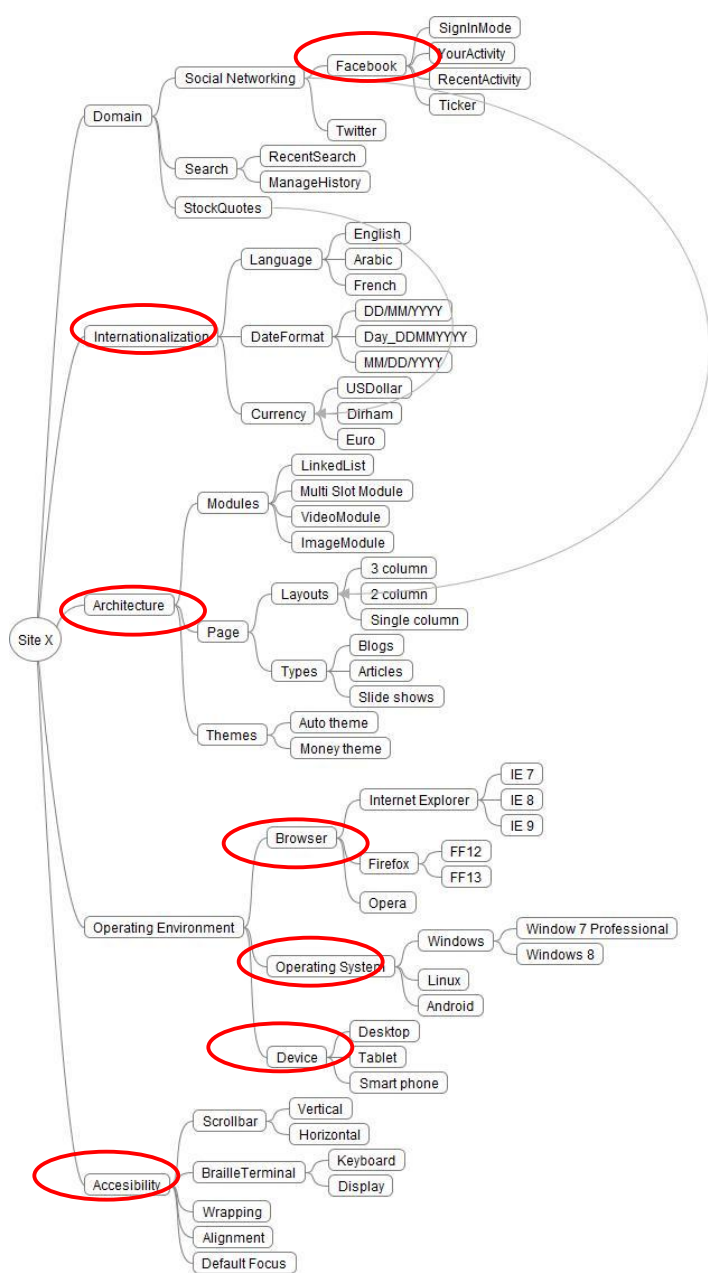 SignInMode
Facebook
YourActivity
Social Networking
RecentActivity
Ticker
Domain
Twitter
RecentSearch
Search
ManageHistory
StockQuotes
English
Language
Arabic
French
DD/MM/YYYY
Internationalization
DateFormat
Day_DDMMYYYY
MM/DD/YYYY
USDollar
Currency
Dirham
Euro
LinkedList
Multi Slot Module
Modules
VideoModule
ImageModule
3 column
Layouts
2 column
Architecture
Single column
Site X
Page
Blogs
Types
Articles
Slide shows
Auto theme
Themes
Money theme
IE 7
Internet Explorer
IE 8
IE 9
Browser
FF12
Firefox
FF13
Opera
Operating Environment
Window 7 Professional
Windows
Windows 8
Operating System
Linux
Android
Desktop
Device
Tablet
Smart phone
Vertical
Scrollbar
Horizontal
Keyboard
BrailleTerminal
Display
Accesibility
Wrapping
Alignment
Default Focus